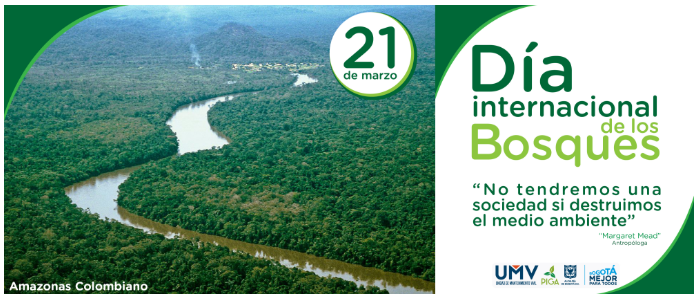 21
de marzo
Día
internacional
de los
Bosques
“No tendremos una
sociedad si destruimos
el medio ambiente”
"Margaret Mead"
Antropóloga
Amazonas Colombiano
UMV
PIGA
BOGOTÁ
MEJOR
PARA TODOS